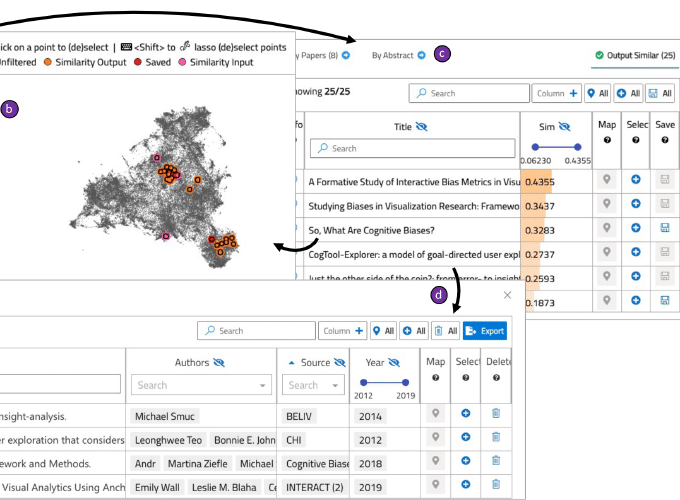 ick on a point to (de)select | <Shift> to lasso (de)select points
nfiltered Similarity Output Saved Similarity Input
b
y Papers (8) By Abstract c Output Similar (25)
owing 25/25 Search Column + All All All
fo Title Sim Map Selec Save
Search
0.06230 0.4355
A Formative Study of Interactive Bias Metrics in Visu 0.4355
Studying Biases in Visualization Research: Framewo 0.3437
So, What Are Cognitive Biases? 0.3283
CogTool-Explorer: a model of goal-directed user expl 0.2737
Just the other side of the coin?: from error- to insight 0.2593
0.1873
d
Search Column + All All All Export
Authors Source Year Map Select Delet
Search Search
2012 2019
nsight-analysis. Michael Smuc BELIV 2014
er exploration that considers Leonghwee Teo Bonnie E. John CHI 2012
ework and Methods. Andr Martina Ziefle Michael Cognitive Biase 2018
Visual Analytics Using Anch Emily Wall Leslie M. Blaha Ce INTERACT (2) 2019